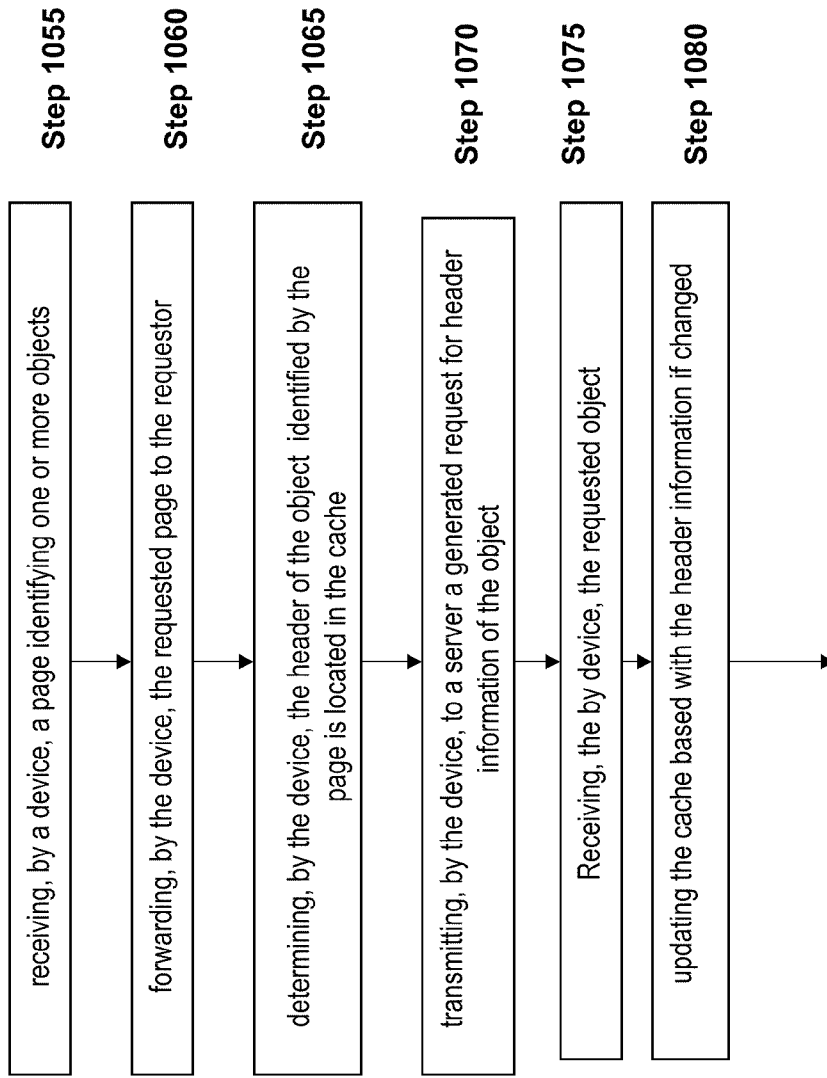 receiving, by a device, a page identifying one or more objects
Step 1055
forwarding, by the device, the requested page to the requestor
Step 1060
determining, by the device, the header of the object identified by the
page is located in the cache
Step 1065
transmitting, by the device, to a server a generated request for header
information of the object
Step 1070
Receiving, the by device, the requested object
Step 1075
updating the cache based with the header information if changed
Step 1080